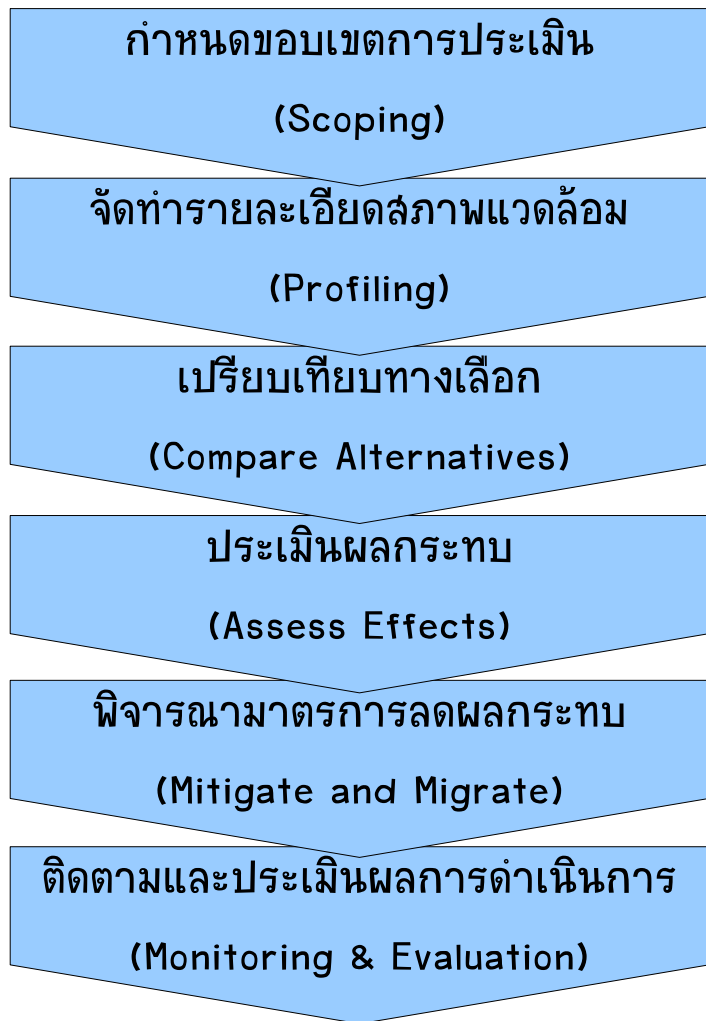 กำหนดขอบเขตการประเมิน
(Scoping)
จัดทำรายละเอียดสภาพแวดล้อม
(Profiling)
เปรียบเทียบทางเลือก
(Compare Alternatives)
ประเมินผลกระทบ
(Assess Effects)
พิจารณามาตรการลดผลกระทบ
(Mitigate and Migrate)
ติดตามและประเมินผลการดำเนินการ
(Monitoring & Evaluation)